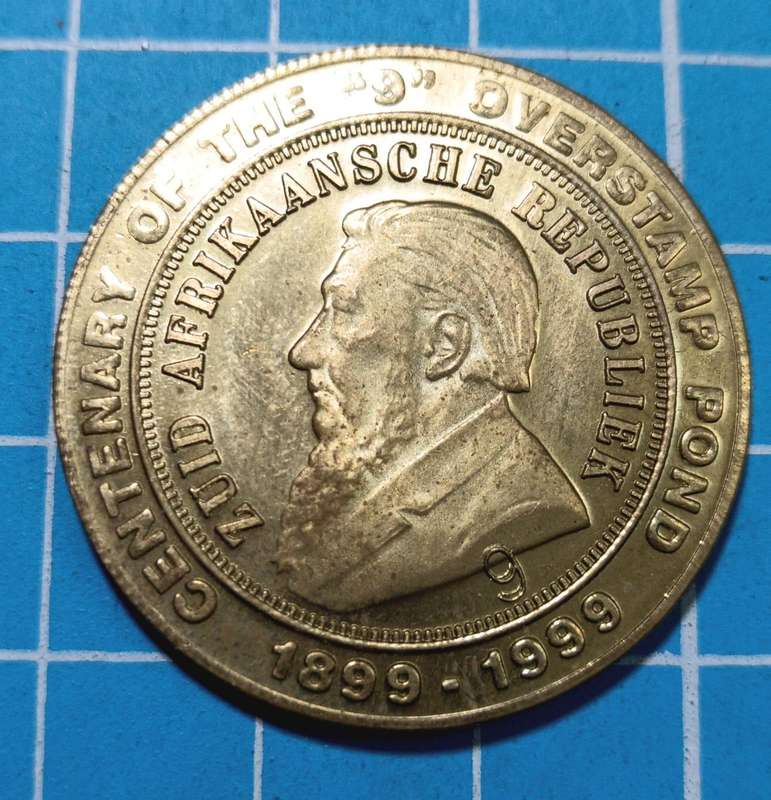 CENTENARY OF THE "9" OVERSTAMP POND
ZUID AFRIKAANSCHE REPUBLIEK
9
1899 - 1999